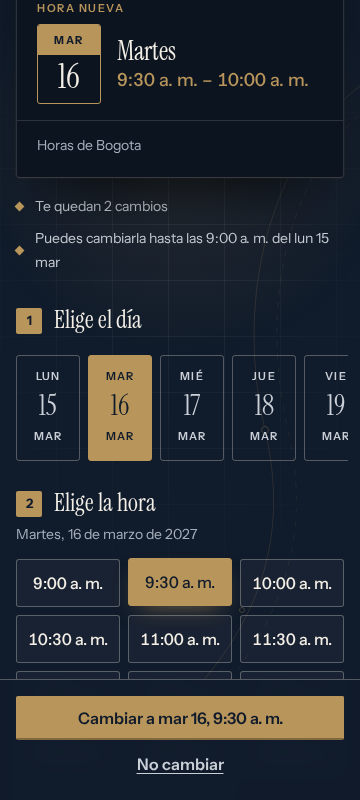 HORA NUEVA
MAR
16
Martes
9:30 a. m. – 10:00 a. m.
Horas de Bogota
Te quedan 2 cambios
Puedes cambiarla hasta las 9:00 a. m. del lun 15
mar
1 Elige el día
LUN MAR MIÉ JUE VIE
15 16 17 18 19
MAR MAR MAR MAR MAR
2 Elige la hora
Martes, 16 de marzo de 2027
9:00 a. m. 9:30 a. m. 10:00 a. m.
10:30 a. m. 11:00 a. m. 11:30 a. m.
Cambiar a mar 16, 9:30 a. m.
No cambiar